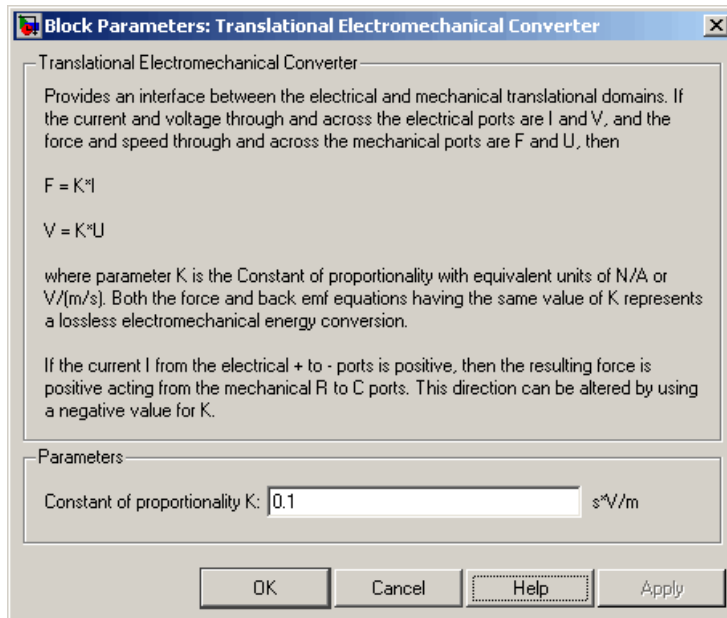 Block Parameters: Translational Electromechanical Converter
Translational Electromechanical Converter
Provides an interface between the electrical and mechanical translational domains. If
the current and voltage through and across the electrical ports are I and V, and the
force and speed through and across the mechanical ports are F and U, then
F = K*I
V = K*U
where parameter K is the Constant of proportionality with equivalent units of N/A or
V/(m/s). Both the force and back emf equations having the same value of K represents
a lossless electromechanical energy conversion.
If the current I from the electrical + to - ports is positive, then the resulting force is
positive acting from the mechanical R to C ports. This direction can be altered by using
a negative value for K.
Parameters
Constant of proportionality K: 0.1 s*V/m
OK Cancel Help Apply